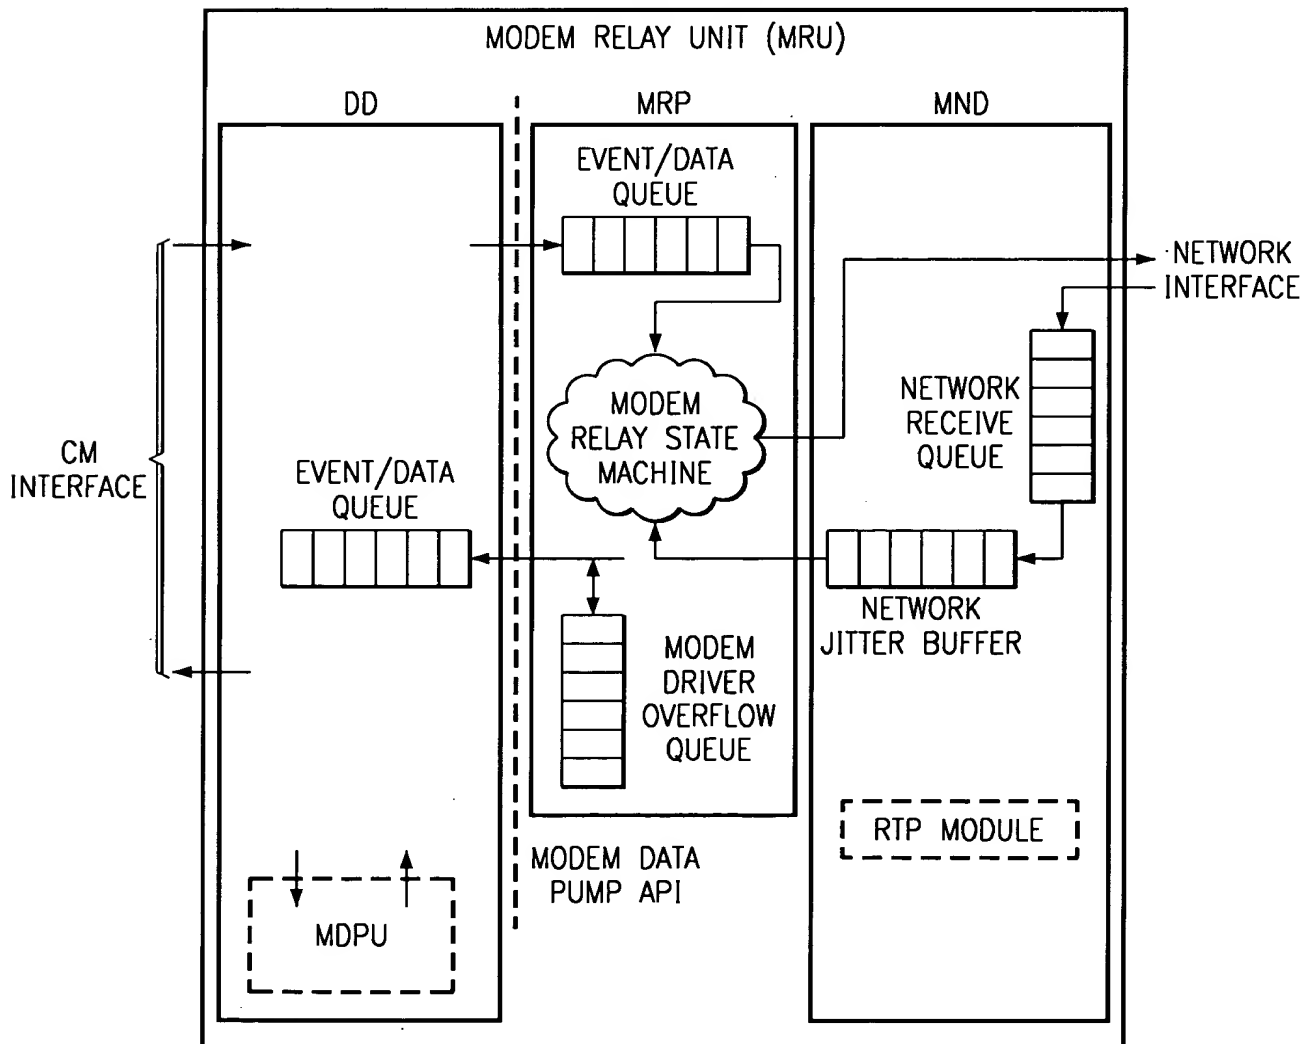 MODEM RELAY UNIT (MRU)
DD
MRP
MND
EVENT/DATA
QUEUE
NETWORK
INTERFACE
MODEM
RELAY STATE
MACHINE
NETWORK
RECEIVE
QUEUE
CM
INTERFACE
EVENT/DATA
QUEUE
NETWORK
JITTER BUFFER
MODEM
DRIVER
OVERFLOW
QUEUE
RTP MODULE
MODEM DATA
PUMP API
MDPU